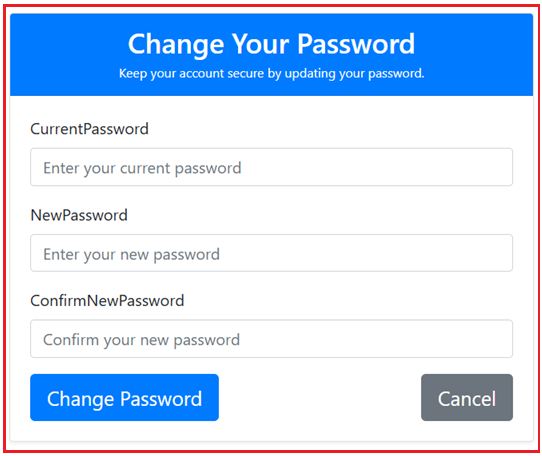 Change Your Password
Keep your account secure by updating your password.
CurrentPassword
Enter your current password
NewPassword
Enter your new password
ConfirmNewPassword
Confirm your new password
Change Password
Cancel